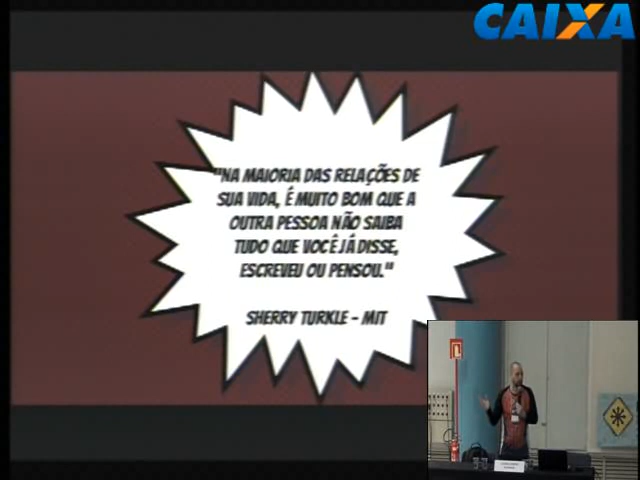 CAIXA
"NA MAIORIA DAS RELAÇÕES DE
SUA VIDA, É MUITO BOM QUE A
OUTRA PESSOA NÃO SAIBA
TUDO QUE VOCÊ JÁ DISSE,
ESCREVEU OU PENSOU."
SHERRY TURKLE - MIT